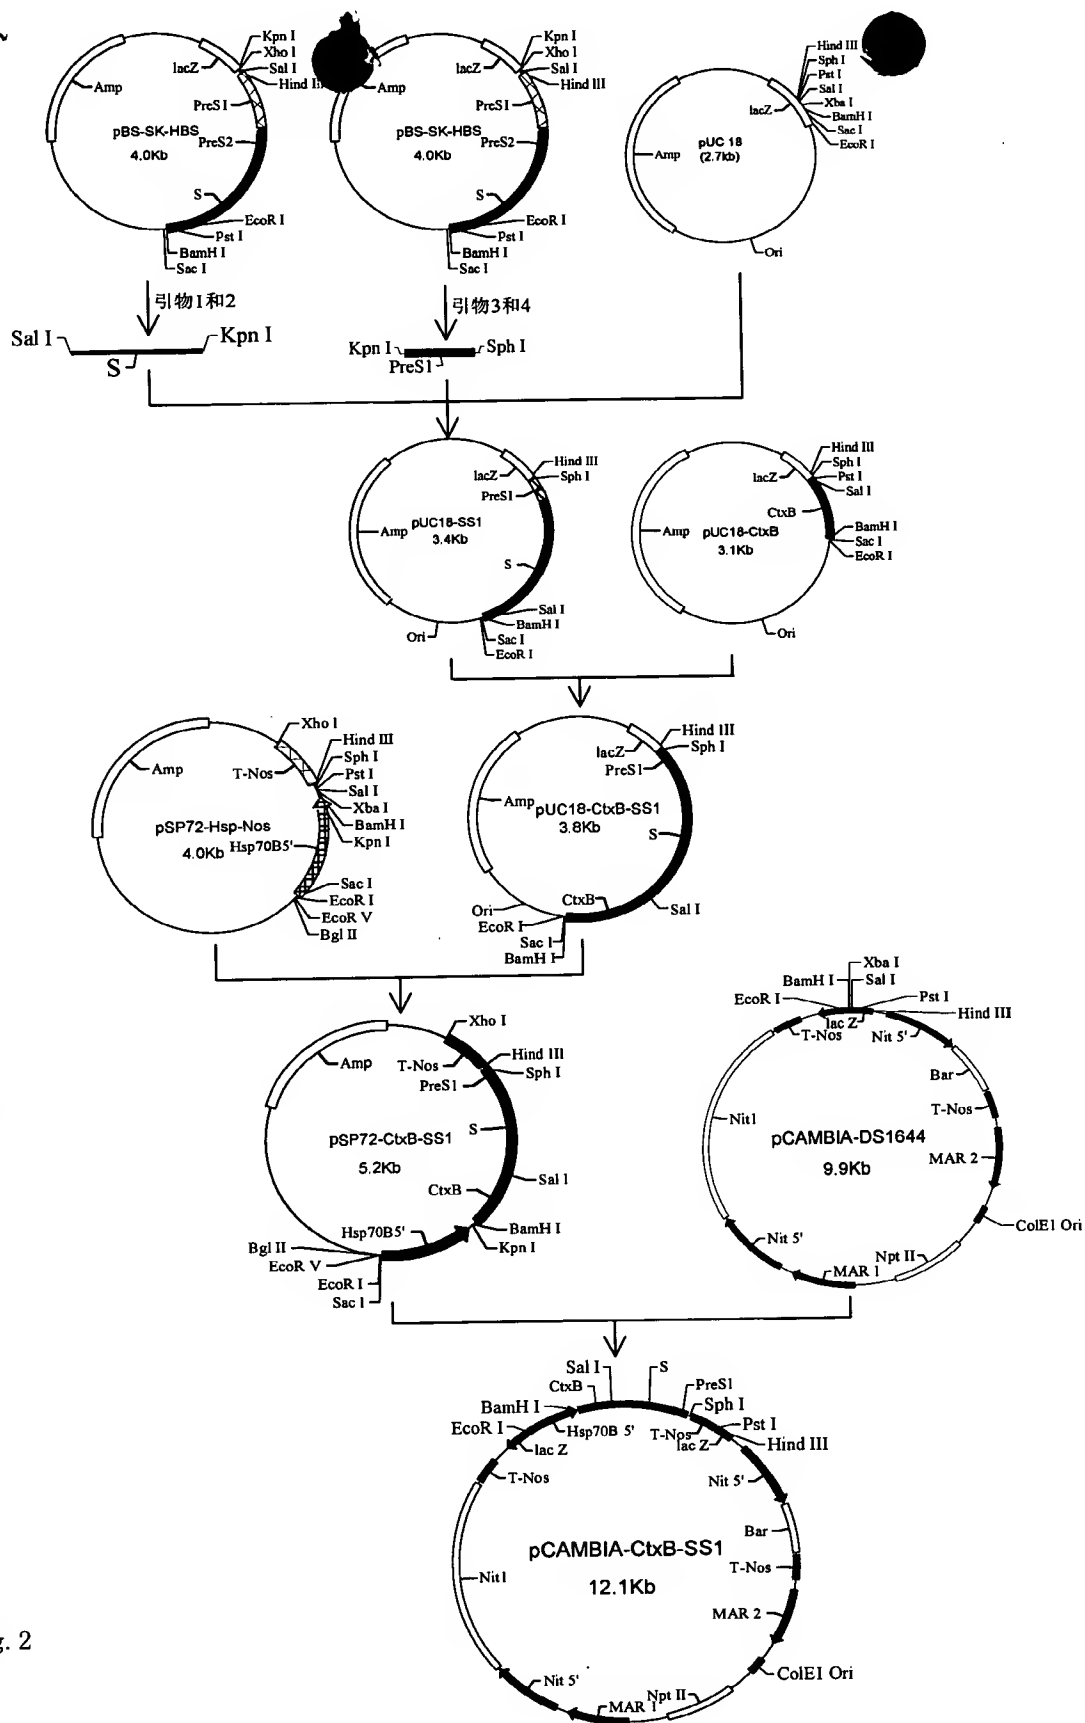 Kpn I
Xho I
Sal I
Hind II
lacZ
Amp
PreS1
pBS-SK-HBS
PreS2
4.0Kb
S
EcoR I
Pst I
BamH I
Sac I
Kpn I
Xho I
Sal I
Hind III
lacZ
Amp
PreS1
pBS-SK-HBS
PreS2
4.0Kb
S
EcoR I
Pst I
BamH I
Sac I
Hind III
Sph I
Pst I
Sal I
Xba I
BamH I
Sac I
EcoR I
lacZ
Amp
pUC 18
(2.7kb)
Ori
引物1和2
引物3和4
Sal I
Kpn I
S
Kpn I
Sph I
PreS1
Hind III
Sph I
lacZ
PreS1
Amp
pUC18-SS1
3.4Kb
S
Sal I
BamH I
Sac I
EcoR I
Ori
Hind III
Sph I
Pst I
Sal I
lacZ
CtxB
Amp
pUC18-CtxB
3.1Kb
BamH I
Sac I
EcoR I
Ori
Xho I
Hind III
Sph I
Pst I
Sal I
Xba I
BamH I
Kpn I
T-Nos
Amp
pSP72-Hsp-Nos
4.0Kb
Hsp70B5'
Sac I
EcoR I
EcoR V
Bgl II
Hind III
Sph I
lacZ
PreS1
Amp
pUC18-CtxB-SS1
3.8Kb
S
CtxB
Sal I
Ori
EcoR I
Sac I
BamH I
Xho I
Hind III
Sph I
T-Nos
PreS1
Amp
pSP72-CtxB-SS1
5.2Kb
S
Sal I
CtxB
BamH I
Kpn I
Hsp70B5'
Bgl II
EcoR V
EcoR I
Sac I
Xba I
BamH I
Sal I
EcoR I
Pst I
Hind III
lac Z
T-Nos
Nit 5'
Bar
T-Nos
Nit1
pCAMBIA-DS1644
9.9Kb
MAR 2
ColE1 Ori
Nit 5'
Npt II
MAR 1
Sal I
S
CtxB
PreS1
BamH I
Sph I
EcoR I
Pst I
Hsp70B 5'
T-Nos
lac Z
lac Z
Hind III
T-Nos
Nit 5'
Bar
pCAMBIA-CtxB-SS1
12.1Kb
T-Nos
Nit1
MAR 2
ColE1 Ori
Nit 5'
Npt II
MAR 1
g. 2